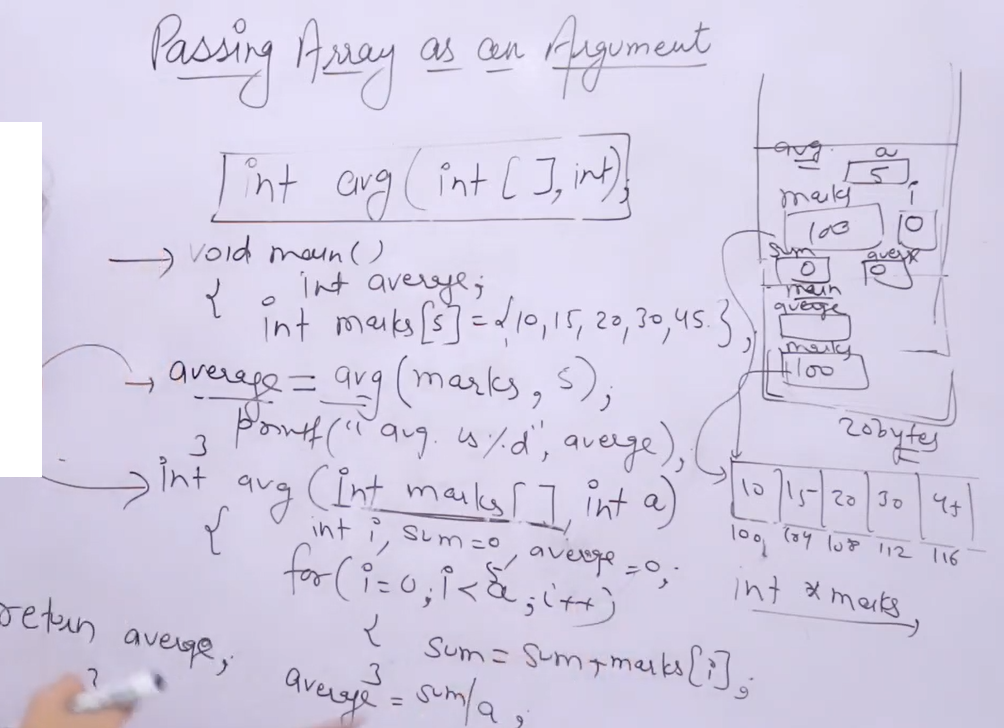 Passing Array as an Argument
int avg(int[], int);
void main()
{ int averge;
int marks[5]={10,15,20,30,45.};
average = avg(marks, 5);
printf("avg. is %d", averge);
}
int avg(int marks[], int a)
{ int i, sum=0, averge=0;
for(i=0; i<a; i++)
{ sum = sum+marks[i];
}
averge = sum/a;
return averge;
}
avg a
5
marks i
100 0
sum averge
0 0
main
averge
marks
100
20bytes
10 15 20 30 45
100 104 108 112 116
int *marks,